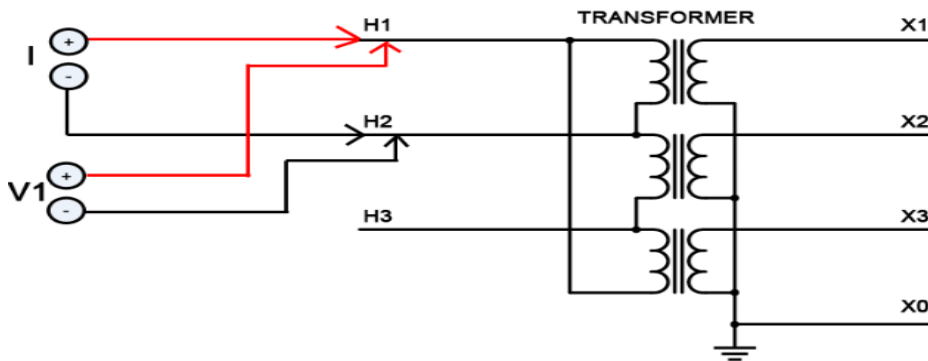 TRANSFORMER
H1
X1
+
I
-
H2
X2
+
V1
-
H3
X3
X0